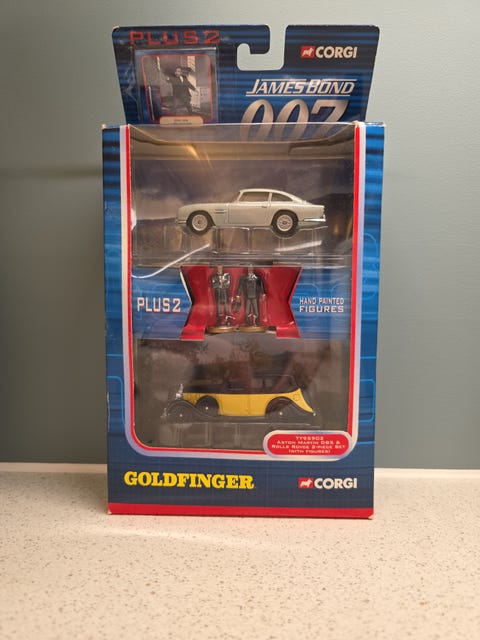 PLUS 2
CORGI
JAMES BOND
007
PLUS 2
HAND PAINTED
FIGURES
TY95902
ASTON MARTIN DB5 &
ROLLS ROYCE 2-PIECE SET
(WITH FIGURES)
GOLDFINGER
CORGI